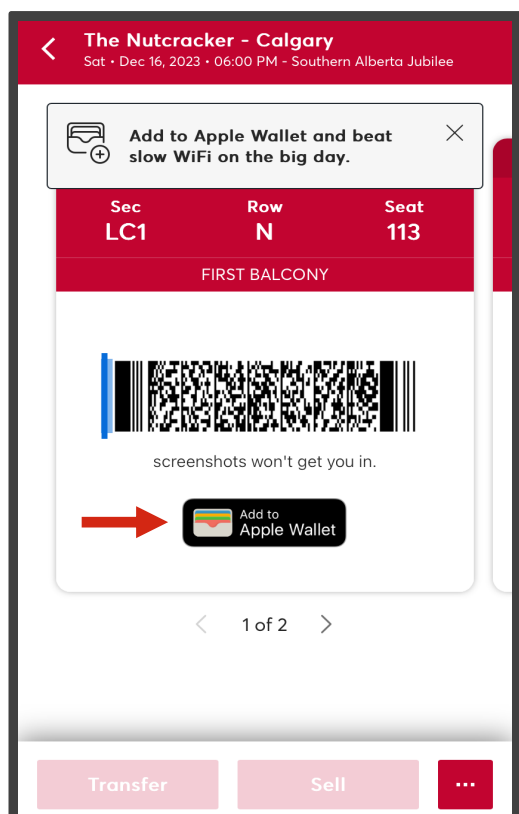 The Nutcracker - Calgary
Sat • Dec 16, 2023 • 06:00 PM - Southern Alberta Jubilee
Add to Apple Wallet and beat
slow WiFi on the big day.
Sec Row Seat
LC1 N 113
FIRST BALCONY
screenshots won't get you in.
Add to
Apple Wallet
1 of 2
Transfer Sell ...